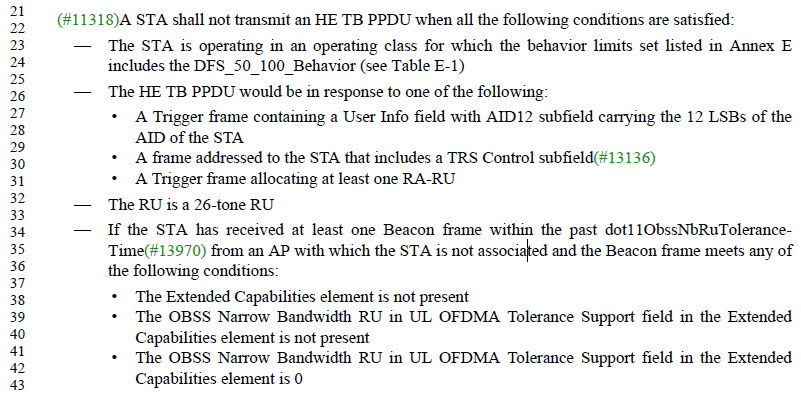 21 (#11318)A STA shall not transmit an HE TB PPDU when all the following conditions are satisfied:
22
23 — The STA is operating in an operating class for which the behavior limits set listed in Annex E
24 includes the DFS_50_100_Behavior (see Table E-1)
25
26 — The HE TB PPDU would be in response to one of the following:
27 • A Trigger frame containing a User Info field with AID12 subfield carrying the 12 LSBs of the
28 AID of the STA
29
30 • A frame addressed to the STA that includes a TRS Control subfield(#13136)
31 • A Trigger frame allocating at least one RA-RU
32 — The RU is a 26-tone RU
33
34 — If the STA has received at least one Beacon frame within the past dot11ObssNbRuTolerance-
35 Time(#13970) from an AP with which the STA is not associated and the Beacon frame meets any of
36 the following conditions:
37
38 • The Extended Capabilities element is not present
39 • The OBSS Narrow Bandwidth RU in UL OFDMA Tolerance Support field in the Extended
40 Capabilities element is not present
41 • The OBSS Narrow Bandwidth RU in UL OFDMA Tolerance Support field in the Extended
42 Capabilities element is 0
43